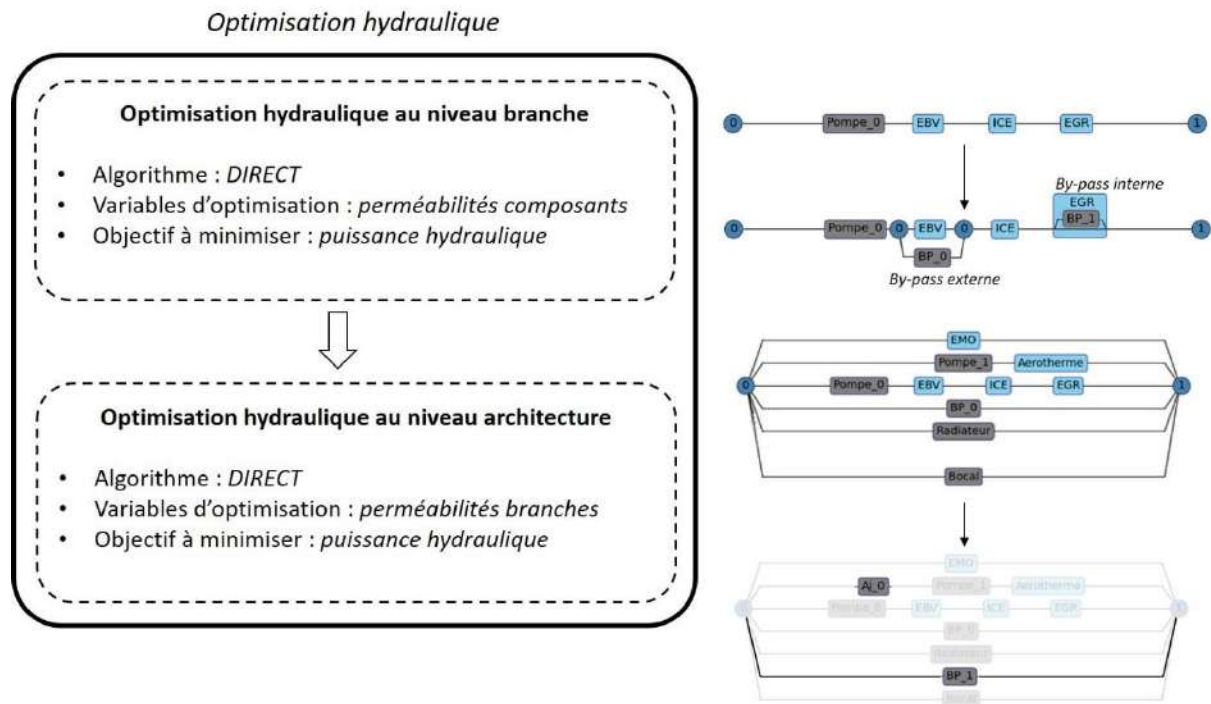 Optimisation hydraulique
Optimisation hydraulique au niveau branche
• Algorithme : DIRECT
• Variables d'optimisation : perméabilités composants
• Objectif à minimiser : puissance hydraulique
Optimisation hydraulique au niveau architecture
• Algorithme : DIRECT
• Variables d'optimisation : perméabilités branches
• Objectif à minimiser : puissance hydraulique
0 Pompe_0 EBV ICE EGR 1
By-pass interne
EGR
BP_1
0 Pompe_0 0 EBV 0 ICE 1
BP_0
By-pass externe
EMO
Pompe_1 Aerotherme
0 Pompe_0 EBV ICE EGR 1
BP_0
Radiateur
Bocal
EMO
AJ_0 Pompe_1 Aerotherme
0 Pompe_0 EBV ICE EGR 1
BP_0
Radiateur
BP_1
Bocal